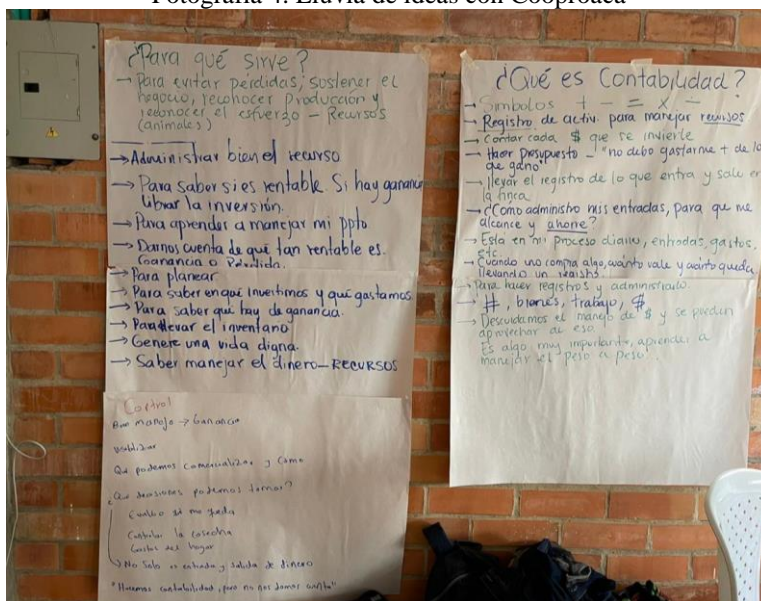 Fotografía 4. Lluvia de ideas con Cooproaca
¿Para qué sirve?
→ Para evitar pérdidas, sostener el
negocio, reconocer producción y
reconocer el esfuerzo – Recursos
(animales)
→ Administrar bien el recurso
→ Para saber si es rentable. Si hay ganancia
librar la inversión.
→ Para aprender a manejar mi ppto
→ Darnos cuenta de qué tan rentable es.
Ganancia o Pérdida.
→ Para planear
→ Para saber en qué invertimos y qué gastamos
→ Para saber qué hay de ganancia.
→ Para llevar el inventario
→ Genere una vida digna.
→ Saber manejar el dinero – RECURSOS
Control
Buen manejo → Ganancia
Qué podemos comercializar y cómo
¿Qué decisiones podemos tomar?
Cuánto me queda
Controlar la cosecha
Gastos del hogar
No solo es entrada y salida de dinero
"Hacemos contabilidad, pero no nos damos cuenta"
¿Qué es Contabilidad?
→ Símbolos + – = x ÷
→ Registro de activ. para manejar recursos
→ Contar cada $ que se invierte
→ Hacer presupuesto – "no debo gastarme + de lo
que gano"
→ llevar el registro de lo que entra y sale en
la finca
→ ¿Cómo administro mis entradas, para que me
alcance y ahorre?
→ Esta en mi proceso diario, entradas, gastos,
etc.
→ Cuando uno compra algo, cuánto vale y cuánto queda
llevando un registro.
→ Para hacer registros y administrarlo.
→ #, bienes, trabajo, $
→ Descuidamos el manejo de $ y se pueden
aprovechar de eso.
Es algo muy importante, aprender a
manejar el peso a peso.